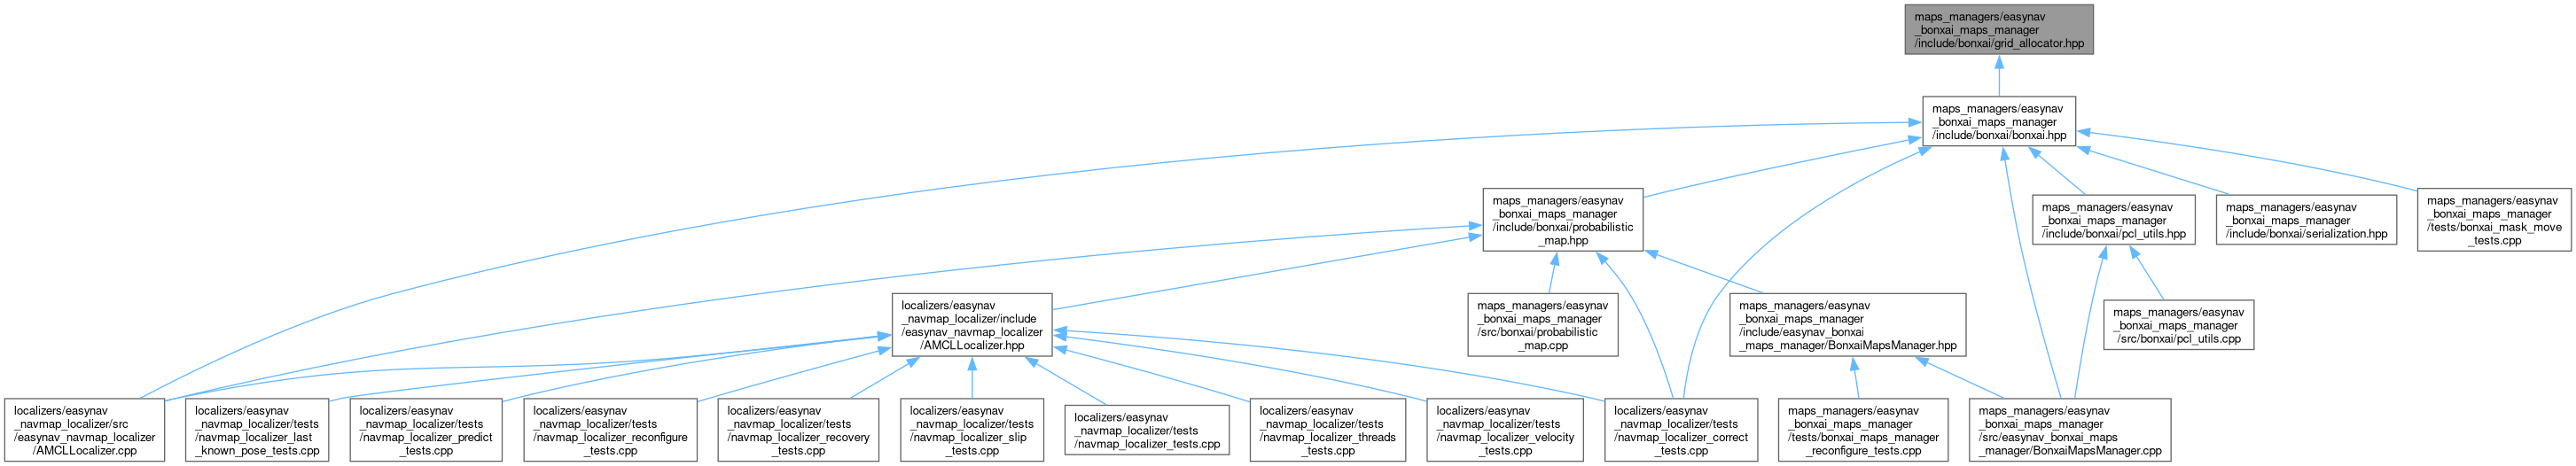 maps_managers/easynav
_bonxai_maps_manager
/include/bonxai/grid_allocator.hpp
maps_managers/easynav
_bonxai_maps_manager
/include/bonxai/bonxai.hpp
maps_managers/easynav
_bonxai_maps_manager
/include/bonxai/probabilistic
_map.hpp
maps_managers/easynav
_bonxai_maps_manager
/include/bonxai/pcl_utils.hpp
maps_managers/easynav
_bonxai_maps_manager
/include/bonxai/serialization.hpp
maps_managers/easynav
_bonxai_maps_manager
/tests/bonxai_mask_move
_tests.cpp
localizers/easynav
_navmap_localizer/include
/easynav_navmap_localizer
/AMCLLocalizer.hpp
maps_managers/easynav
_bonxai_maps_manager
/src/bonxai/probabilistic
_map.cpp
maps_managers/easynav
_bonxai_maps_manager
/include/easynav_bonxai
_maps_manager/BonxaiMapsManager.hpp
maps_managers/easynav
_bonxai_maps_manager
/src/bonxai/pcl_utils.cpp
localizers/easynav
_navmap_localizer/src
/easynav_navmap_localizer
/AMCLLocalizer.cpp
localizers/easynav
_navmap_localizer/tests
/navmap_localizer_last
_known_pose_tests.cpp
localizers/easynav
_navmap_localizer/tests
/navmap_localizer_predict
_tests.cpp
localizers/easynav
_navmap_localizer/tests
/navmap_localizer_reconfigure
_tests.cpp
localizers/easynav
_navmap_localizer/tests
/navmap_localizer_recovery
_tests.cpp
localizers/easynav
_navmap_localizer/tests
/navmap_localizer_slip
_tests.cpp
localizers/easynav
_navmap_localizer/tests
/navmap_localizer_tests.cpp
localizers/easynav
_navmap_localizer/tests
/navmap_localizer_threads
_tests.cpp
localizers/easynav
_navmap_localizer/tests
/navmap_localizer_velocity
_tests.cpp
localizers/easynav
_navmap_localizer/tests
/navmap_localizer_correct
_tests.cpp
maps_managers/easynav
_bonxai_maps_manager
/tests/bonxai_maps_manager
_reconfigure_tests.cpp
maps_managers/easynav
_bonxai_maps_manager
/src/easynav_bonxai_maps
_manager/BonxaiMapsManager.cpp